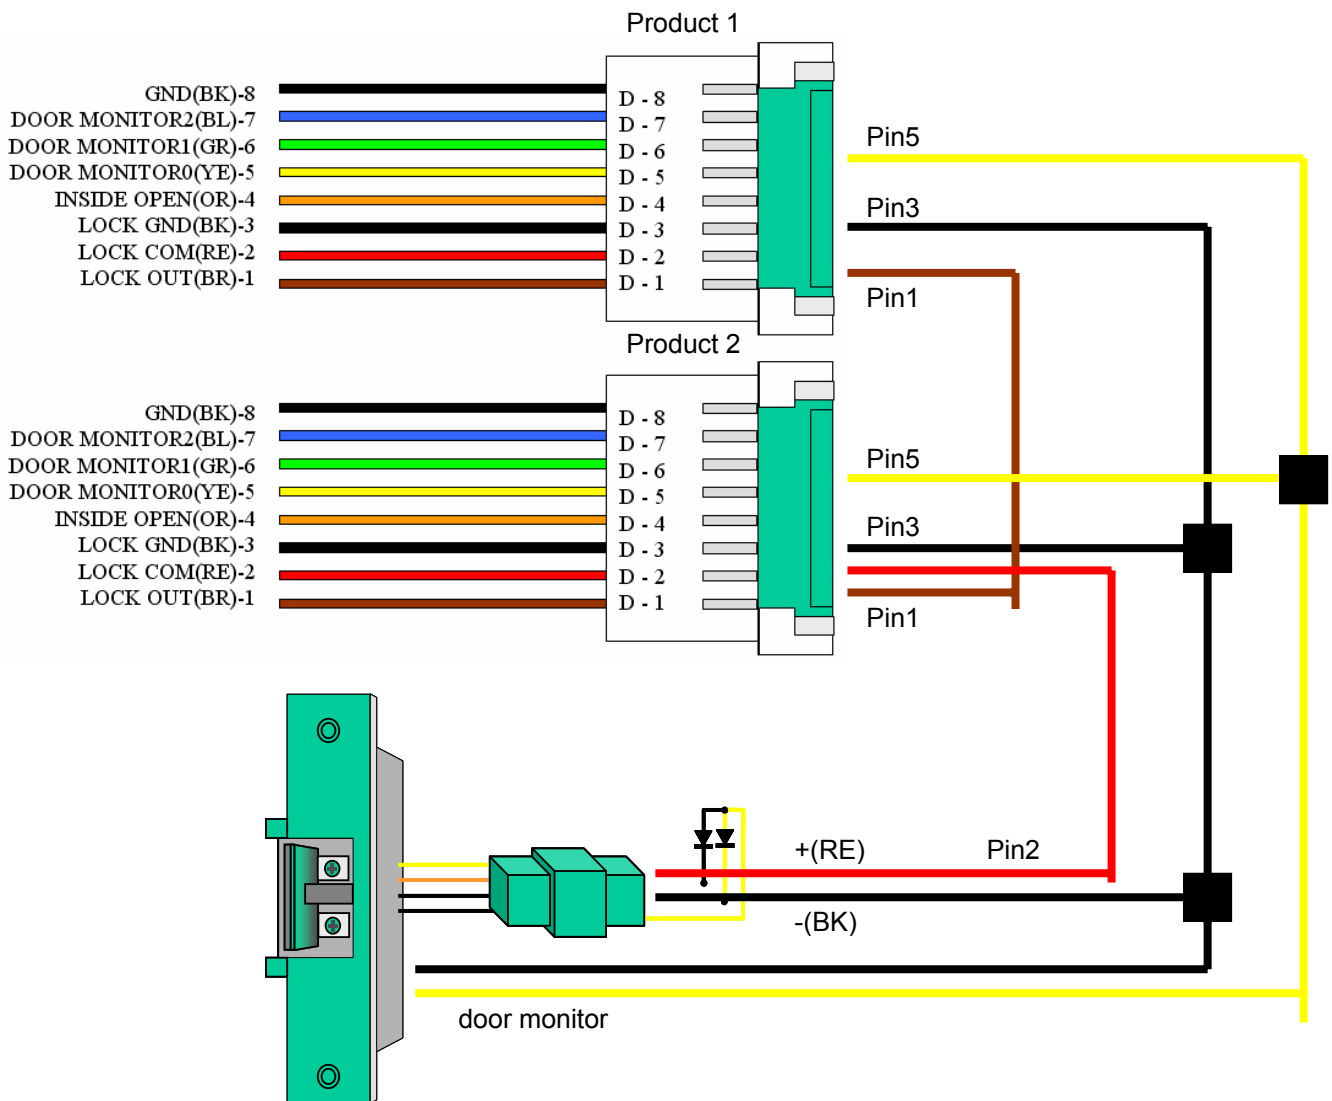 Product 1
GND(BK)-8
DOOR MONITOR2(BL)-7
DOOR MONITOR1(GR)-6
DOOR MONITOR0(YE)-5
INSIDE OPEN(OR)-4
LOCK GND(BK)-3
LOCK COM(RE)-2
LOCK OUT(BR)-1
D - 8
D - 7
D - 6
D - 5
D - 4
D - 3
D - 2
D - 1
Pin5
Pin3
Pin1
Product 2
GND(BK)-8
DOOR MONITOR2(BL)-7
DOOR MONITOR1(GR)-6
DOOR MONITOR0(YE)-5
INSIDE OPEN(OR)-4
LOCK GND(BK)-3
LOCK COM(RE)-2
LOCK OUT(BR)-1
D - 8
D - 7
D - 6
D - 5
D - 4
D - 3
D - 2
D - 1
Pin5
Pin3
Pin1
+(RE)
Pin2
-(BK)
door monitor